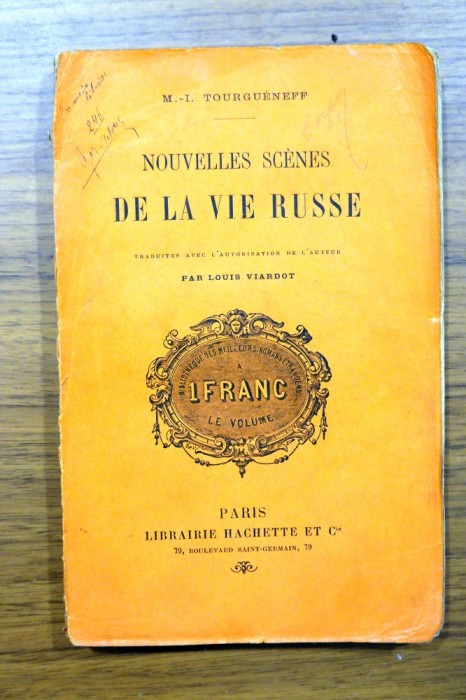 M.-I. TOURGUÉNEFF
NOUVELLES SCÈNES
DE LA VIE RUSSE
TRADUITES AVEC L'AUTORISATION DE L'AUTEUR
PAR LOUIS VIARDOT
BIBLIOTHÈQUE DES MEILLEURS ROMANS ÉTRANGERS
A
1 FRANC
LE VOLUME
PARIS
LIBRAIRIE HACHETTE ET Cie
79, BOULEVARD SAINT-GERMAIN, 79